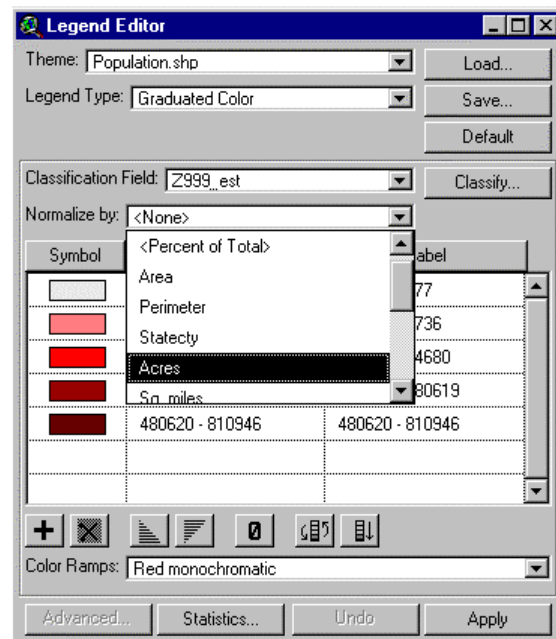 Legend Editor
Theme: Population.shp Load...
Legend Type: Graduated Color Save...
Default
Classification Field: Z999_est Classify...
Normalize by: <None>
Symbol abel
<Percent of Total>
Area 77
Perimeter 736
Statecty 4680
Acres 80619
Sq. miles
480620 - 810946 480620 - 810946
0
Color Ramps: Red monochromatic
Advanced... Statistics... Undo Apply